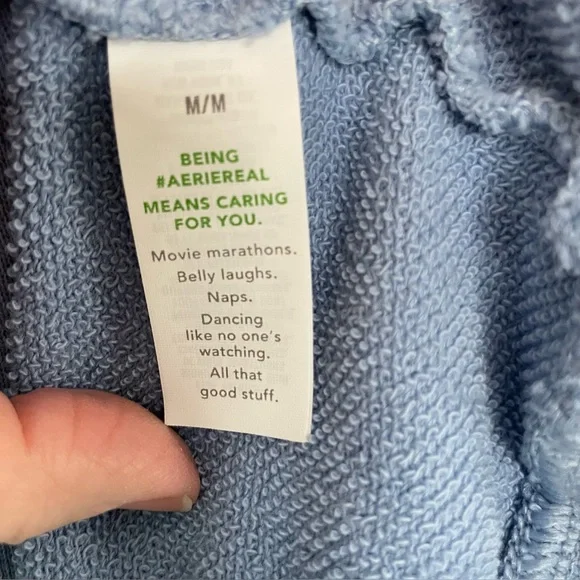 M/M
BEING
#AERIEREAL
MEANS CARING
FOR YOU.
Movie marathons.
Belly laughs.
Naps.
Dancing
like no one's
watching.
All that
good stuff.